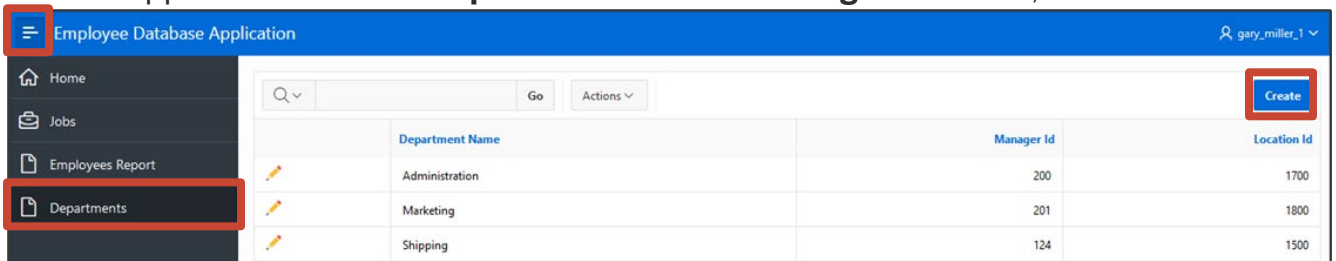 Employee Database Application gary_miller_1
Home
Go Actions Create
Jobs
Department Name Manager Id Location Id
Employees Report
Administration 200 1700
Departments
Marketing 201 1800
Shipping 124 1500